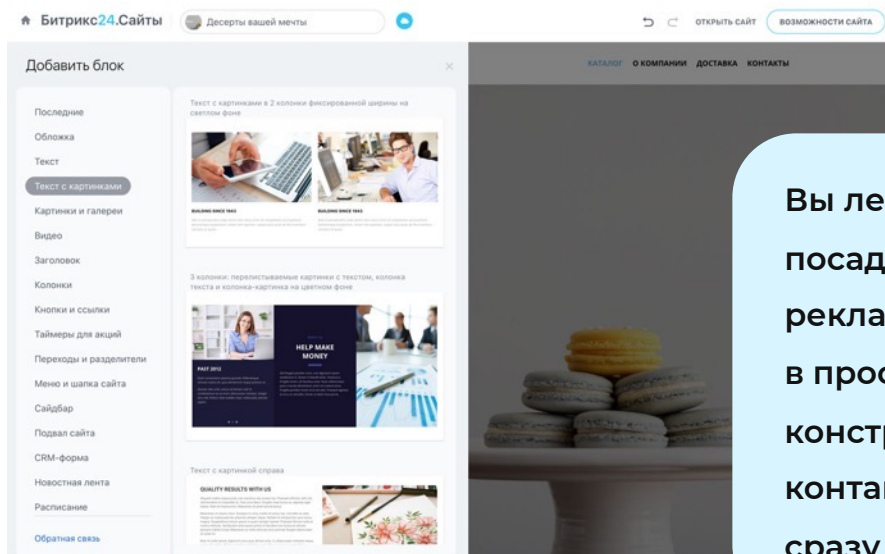 Битрикс24.Сайты
Десерты вашей мечты
ОТКРЫТЬ САЙТ
ВОЗМОЖНОСТИ САЙТА
Добавить блок
КАТАЛОГ О КОМПАНИИ ДОСТАВКА КОНТАКТЫ
Последние
Обложка
Текст
Текст с картинками
Картинки и галереи
Видео
Заголовок
Колонки
Кнопки и ссылки
Таймеры для акций
Переходы и разделители
Меню и шапка сайта
Сайдбар
Подвал сайта
CRM-форма
Новостная лента
Расписание
Обратная связь
Текст с картинками в 2 колонки фиксированной ширины на
светлом фоне
BUILDING SINCE 1943
BUILDING SINCE 1943
3 колонки: перелистываемые картинки с текстом, колонка
текста и колонка-картинка на цветном фоне
HELP MAKE
MONEY
PAST 2012
Текст с картинкой справа
QUALITY RESULTS WITH US
Вы ле
посад
рекла
в прос
конст
конта
сразу